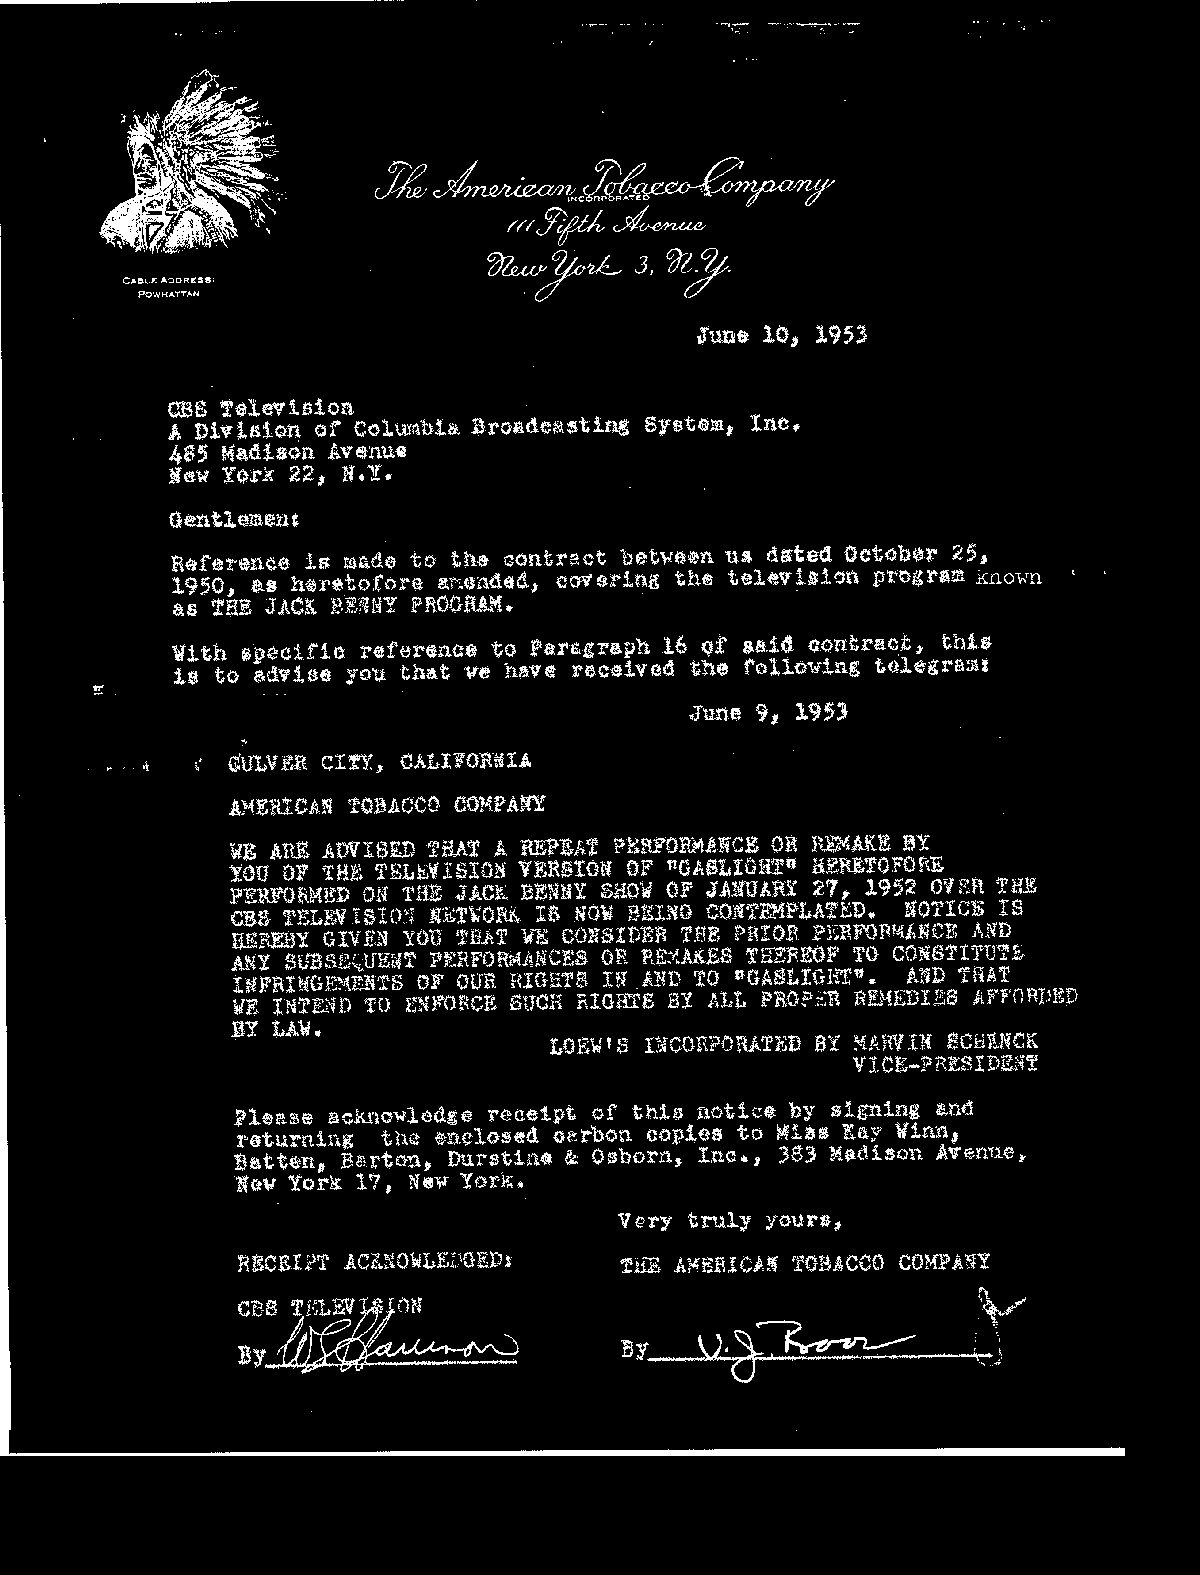 The American Tobacco Company
INCORPORATED
111 Fifth Avenue
New York 3, N.Y.
CABLE ADDRESS:
POWHATTAN
June 10, 1953
CBS Television
A Division of Columbia Broadcasting System, Inc.
485 Madison Avenue
New York 22, N.Y.
Gentlemen:
Reference is made to the contract between us dated October 25,
1950, as heretofore amended, covering the television program known
as THE JACK BENNY PROGRAM.
With specific reference to Paragraph 16 of said contract, this
is to advise you that we have received the following telegram:
June 9, 1953
CULVER CITY, CALIFORNIA
AMERICAN TOBACCO COMPANY
WE ARE ADVISED THAT A REPEAT PERFORMANCE OR REMAKE BY
YOU OF THE TELEVISION VERSION OF "GASLIGHT" HERETOFORE
PERFORMED ON THE JACK BENNY SHOW OF JANUARY 27, 1952 OVER THE
CBS TELEVISION NETWORK IS NOW BEING CONTEMPLATED. NOTICE IS
HEREBY GIVEN YOU THAT WE CONSIDER THE PRIOR PERFORMANCE AND
ANY SUBSEQUENT PERFORMANCES OR REMAKES THEREOF TO CONSTITUTE
INFRINGEMENTS OF OUR RIGHTS IN AND TO "GASLIGHT". AND THAT
WE INTEND TO ENFORCE SUCH RIGHTS BY ALL PROPER REMEDIES AFFORDED
BY LAW.
LOEW'S INCORPORATED BY MARVIN SCHENCK
VICE-PRESIDENT
Please acknowledge receipt of this notice by signing and
returning the enclosed carbon copies to Miss Kay Winn,
Batten, Barton, Durstine & Osborn, Inc., 383 Madison Avenue,
New York 17, New York.
Very truly yours,
RECEIPT ACKNOWLEDGED:
THE AMERICAN TOBACCO COMPANY
CBS TELEVISION
By
By V. J.